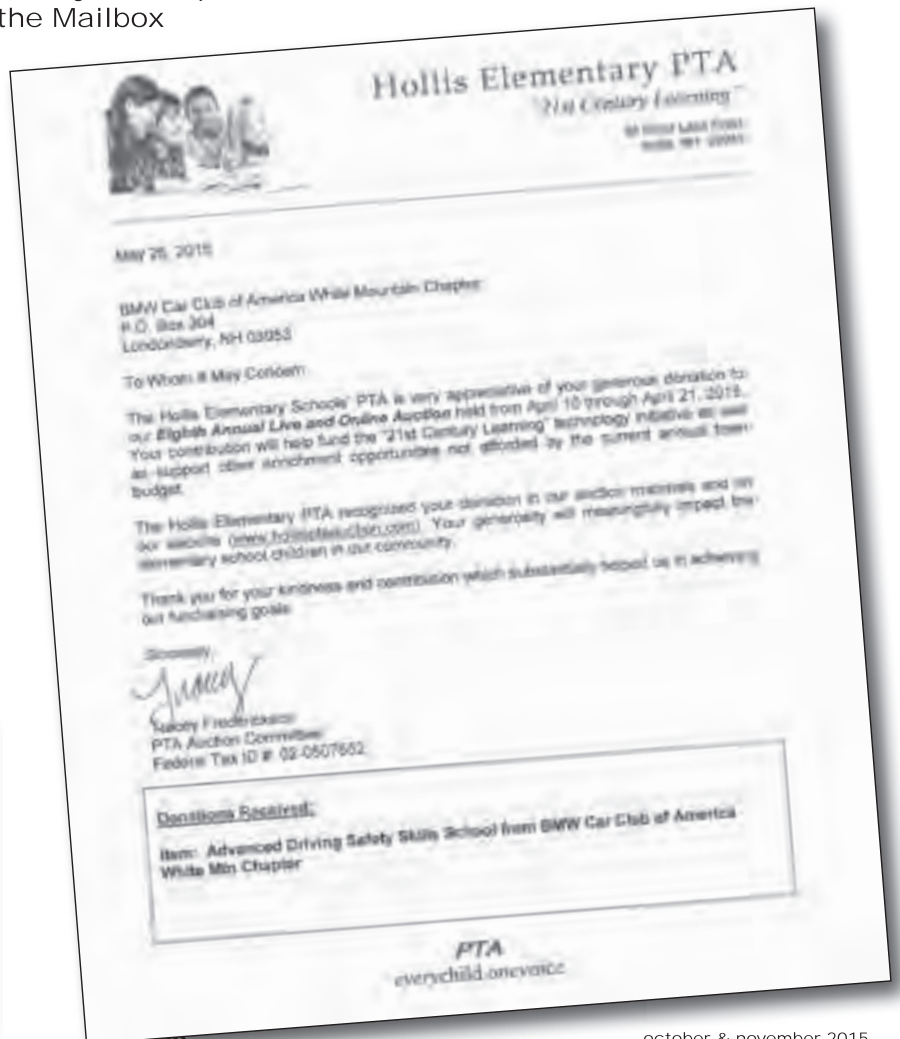 the Mailbox
Hollis Elementary PTA
"21st Century Learning"
May 26, 2015
BMW Car Club of America White Mountain Chapter
P.O. Box 304
Londonderry, NH 03053
To Whom It May Concern:
The Hollis Elementary Schools' PTA is very appreciative of your generous donation to
our Eighth Annual Live and Online Auction held from April 10 through April 21, 2015.
Your contribution will help fund the "21st Century Learning" technology initiative as well
as support other enrichment opportunities not afforded by the current annual town
budget.
The Hollis Elementary PTA recognized your donation in our auction materials and on
our website (www.hollisptaauction.com). Your generosity will meaningfully impact the
elementary school children in our community.
Thank you for your kindness and contribution which substantially helped us in achieving
our fundraising goals.
Sincerely,
Tracey
PTA Auction Committee
Federal Tax ID #: 02-0507652
Donations Received:
Item: Advanced Driving Safety Skills School from BMW Car Club of America
White Mtn Chapter
PTA
everychild.onevoice
october & november 2015